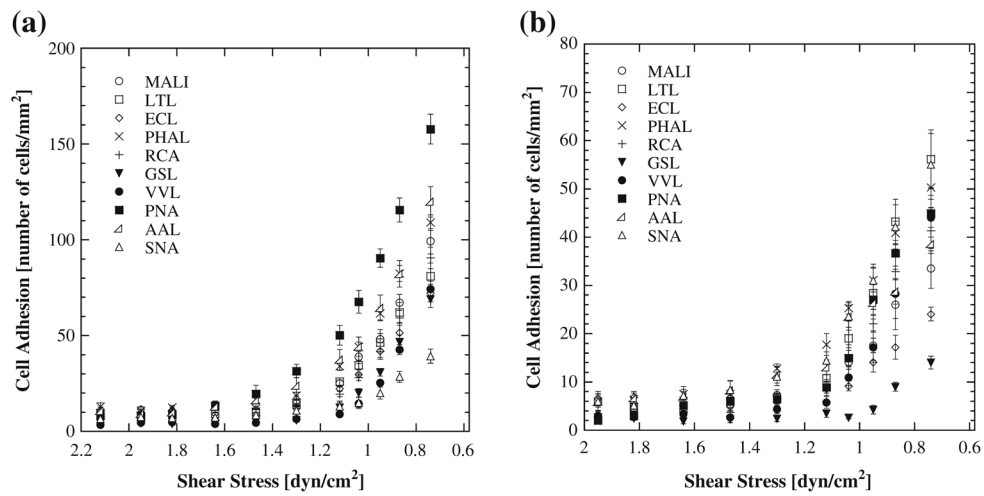 (a)
200
150
100
50
0
2.2 2 1.8 1.6 1.4 1.2 1 0.8 0.6
Cell Adhesion [number of cells/mm²]
Shear Stress [dyn/cm²]
MALI
LTL
ECL
PHAL
RCA
GSL
VVL
PNA
AAL
SNA
(b)
80
70
60
50
40
30
20
10
0
2 1.8 1.6 1.4 1.2 1 0.8 0.6
Cell Adhesion [number of cells/mm²]
Shear Stress [dyn/cm²]
MALI
LTL
ECL
PHAL
RCA
GSL
VVL
PNA
AAL
SNA